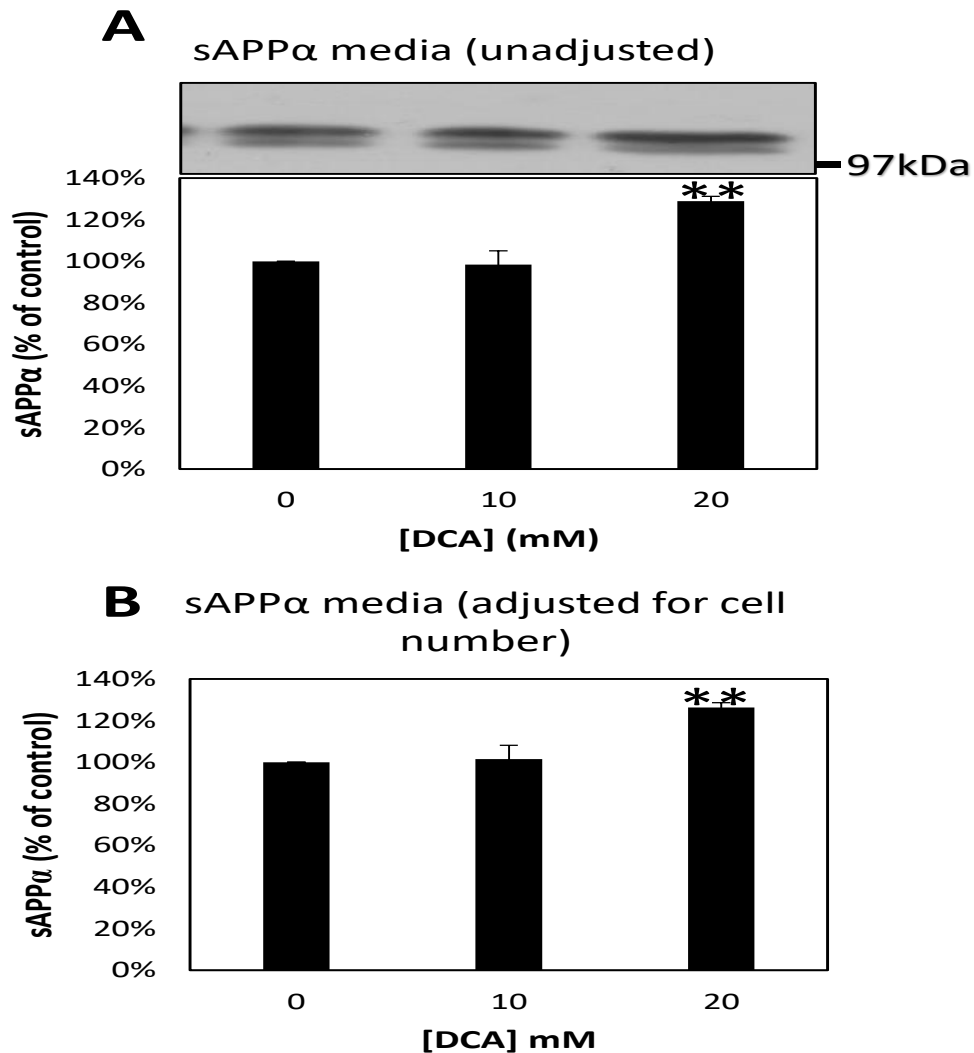 A
sAPPα media (unadjusted)
97kDa
140%
120%
100%
80%
60%
40%
20%
0%
sAPPα (% of control)
**
0 10 20
[DCA] (mM)
B
sAPPα media (adjusted for cell
number)
140%
120%
100%
80%
60%
40%
20%
0%
sAPPα (% of control)
**
0 10 20
[DCA] mM